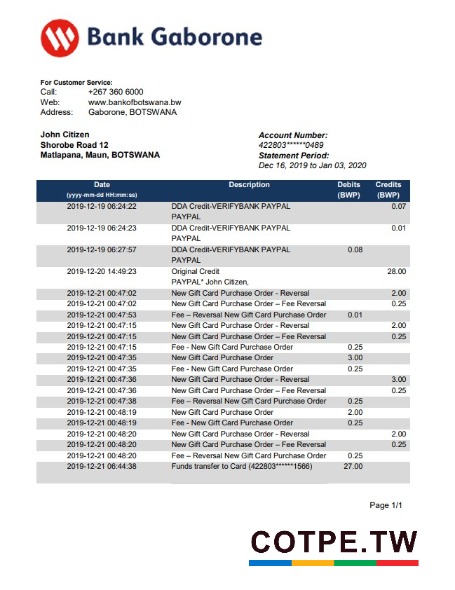 Bank Gaborone
For Customer Service:
Call: +267 360 6000
Web: www.bankofbotswana.bw
Address: Gaborone, BOTSWANA
John Citizen
Shorobe Road 12
Matlapana, Maun, BOTSWANA
Account Number:
422803******0489
Statement Period:
Dec 16, 2019 to Jan 03, 2020
Date Description Debits Credits
(yyyy-mm-dd HH:mm:ss) (BWP) (BWP)
2019-12-19 06:24:22 DDA Credit-VERIFYBANK PAYPAL 0.07
PAYPAL
2019-12-19 06:24:23 DDA Credit-VERIFYBANK PAYPAL 0.01
PAYPAL
2019-12-19 06:27:57 DDA Credit-VERIFYBANK PAYPAL 0.08
PAYPAL
2019-12-20 14:49:23 Original Credit 28.00
PAYPAL* John Citizen,
2019-12-21 00:47:02 New Gift Card Purchase Order - Reversal 2.00
2019-12-21 00:47:02 New Gift Card Purchase Order – Fee Reversal 0.25
2019-12-21 00:47:53 Fee – Reversal New Gift Card Purchase Order 0.01
2019-12-21 00:47:15 New Gift Card Purchase Order - Reversal 2.00
2019-12-21 00:47:15 New Gift Card Purchase Order – Fee Reversal 0.25
2019-12-21 00:47:15 Fee - New Gift Card Purchase Order 0.25
2019-12-21 00:47:35 New Gift Card Purchase Order 3.00
2019-12-21 00:47:35 Fee - New Gift Card Purchase Order 0.25
2019-12-21 00:47:36 New Gift Card Purchase Order - Reversal 3.00
2019-12-21 00:47:36 New Gift Card Purchase Order – Fee Reversal 0.25
2019-12-21 00:47:38 Fee – Reversal New Gift Card Purchase Order 0.25
2019-12-21 00:48:19 New Gift Card Purchase Order 2.00
2019-12-21 00:48:19 Fee - New Gift Card Purchase Order 0.25
2019-12-21 00:48:20 New Gift Card Purchase Order - Reversal 2.00
2019-12-21 00:48:20 New Gift Card Purchase Order – Fee Reversal 0.25
2019-12-21 00:48:20 Fee – Reversal New Gift Card Purchase Order 0.25
2019-12-21 06:44:38 Funds transfer to Card (422803******1566) 27.00
Page 1/1
COTPE.TW